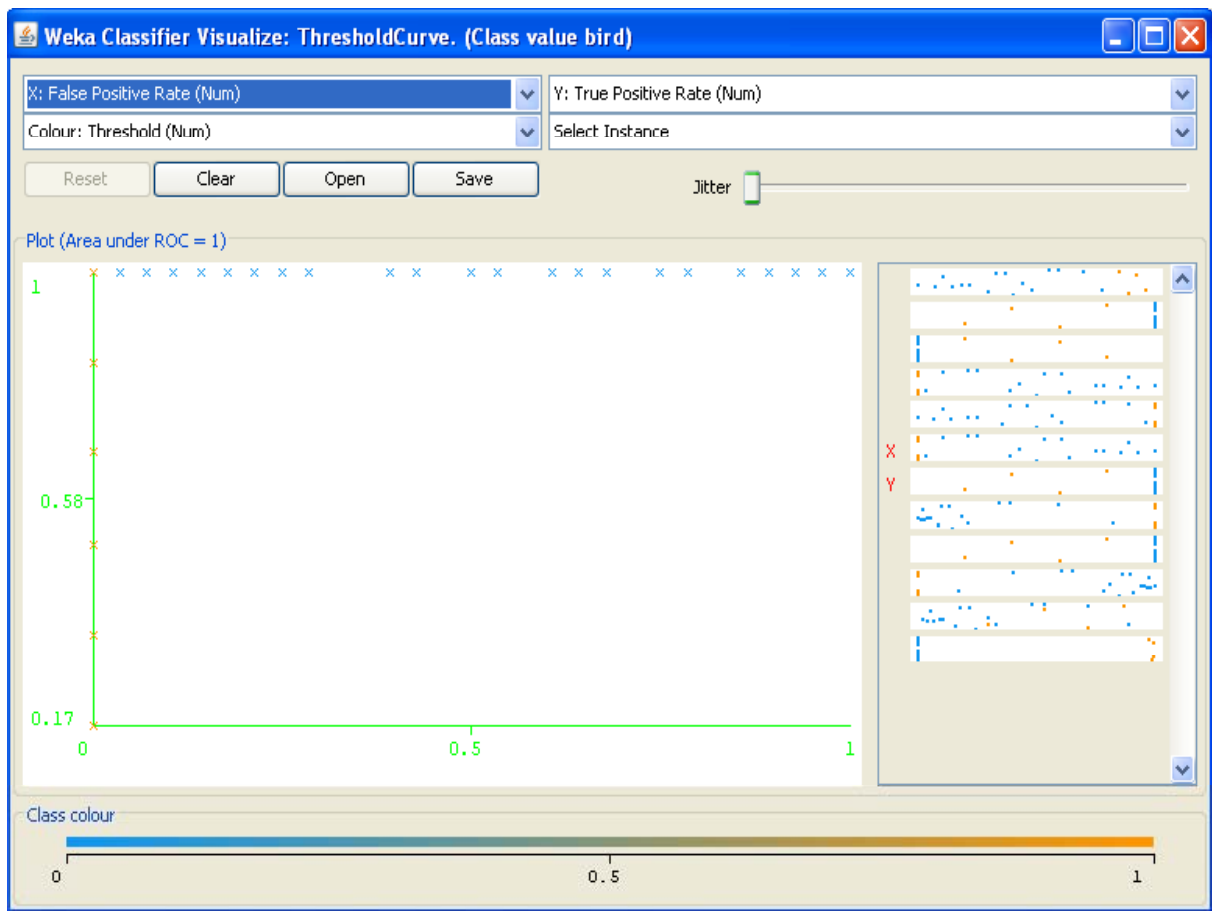 Weka Classifier Visualize: ThresholdCurve. (Class value bird)
X: False Positive Rate (Num) Y: True Positive Rate (Num)
Colour: Threshold (Num) Select Instance
Reset Clear Open Save Jitter
Plot (Area under ROC = 1)
1
X
0.58
Y
0.17
0 0.5 1
Class colour
0 0.5 1